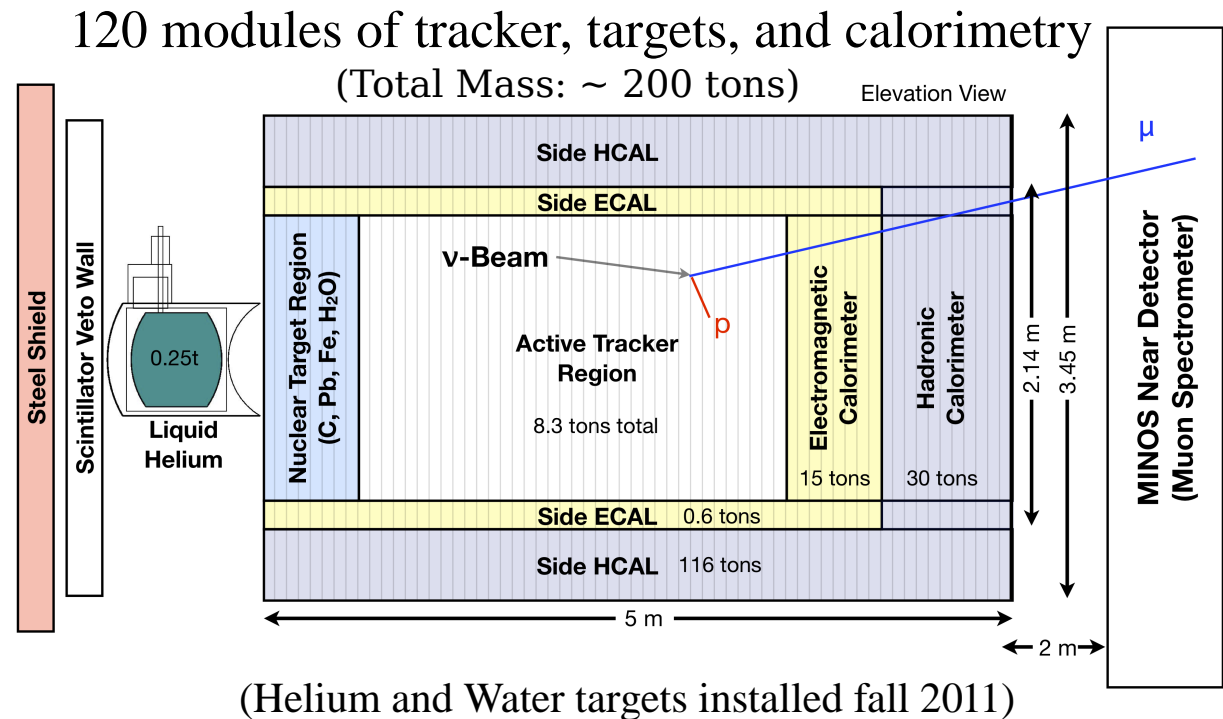 120 modules of tracker, targets, and calorimetry
(Total Mass: ~ 200 tons)
Elevation View
Steel Shield
Scintillator Veto Wall
0.25t
Liquid
Helium
Side HCAL
Side ECAL
Nuclear Target Region
(C, Pb, Fe, H₂O)
ν-Beam
p
μ
Active Tracker
Region
8.3 tons total
Electromagnetic
Calorimeter
15 tons
Hadronic
Calorimeter
30 tons
Side ECAL 0.6 tons
Side HCAL 116 tons
2.14 m
3.45 m
5 m
2 m
MINOS Near Detector
(Muon Spectrometer)
(Helium and Water targets installed fall 2011)